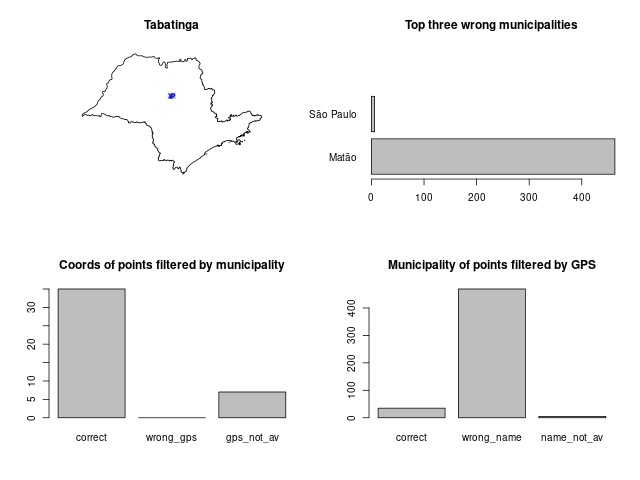 Tabatinga
Top three wrong municipalities
São Paulo
Matão
0 100 200 300 400
Coords of points filtered by municipality
0 5 10 20 30
correct wrong_gps gps_not_av
Municipality of points filtered by GPS
0 100 200 300 400
correct wrong_name name_not_av